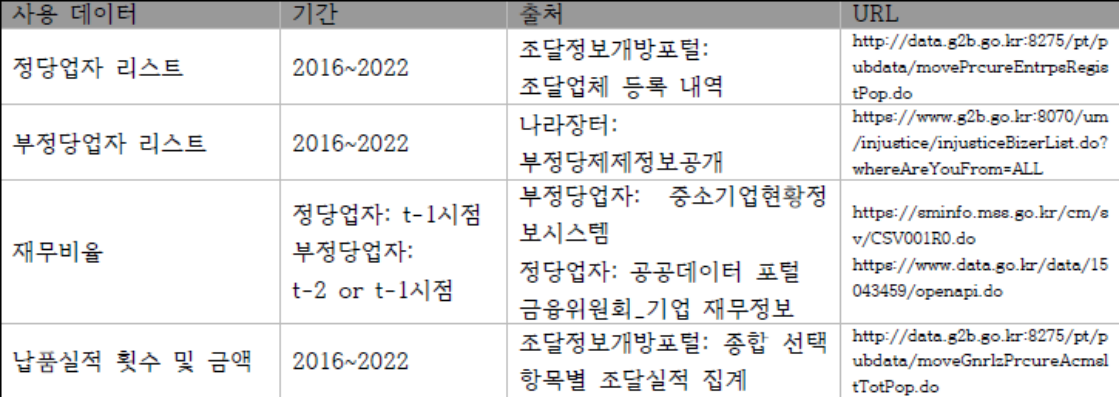 사용 데이터 기간 출처 URL
정당업자 리스트 2016~2022 조달정보개방포털: 조달업체 등록 내역 http://data.g2b.go.kr:8275/pt/pubdata/movePrcureEntrpsRegistPop.do
부정당업자 리스트 2016~2022 나라장터: 부정당제제정보공개 https://www.g2b.go.kr:8070/um/injustice/injusticeBizerList.do?whereAreYouFrom=ALL
재무비율 정당업자: t-1시점 부정당업자: t-2 or t-1시점 부정당업자: 중소기업현황정보시스템 정당업자: 공공데이터 포털 금융위원회_기업 재무정보 https://sminfo.mss.go.kr/cm/sv/CSV001R0.do https://www.data.go.kr/data/15043459/openapi.do
납품실적 횟수 및 금액 2016~2022 조달정보개방포털: 종합 선택 항목별 조달실적 집계 http://data.g2b.go.kr:8275/pt/pubdata/moveGnrlzPrcureAcmsltTotPop.do